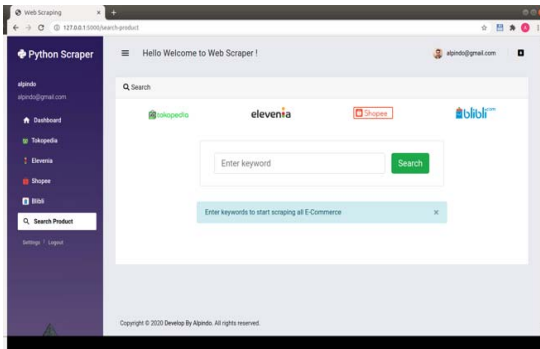 Web Scraping
127.0.0.1:5000/search-product
Python Scraper
Hello Welcome to Web Scraper !
alpindo@gmail.com
alpindo
alpindo@gmail.com
Dashboard
Tokopedia
Elevenia
Shopee
Blibli
Search Product
Settings | Logout
Search
tokopedia
elevenia
Shopee
blibli.com
Enter keyword
Search
Enter keywords to start scraping all E-Commerce
Copyright © 2020 Develop By Alpindo. All rights reserved.